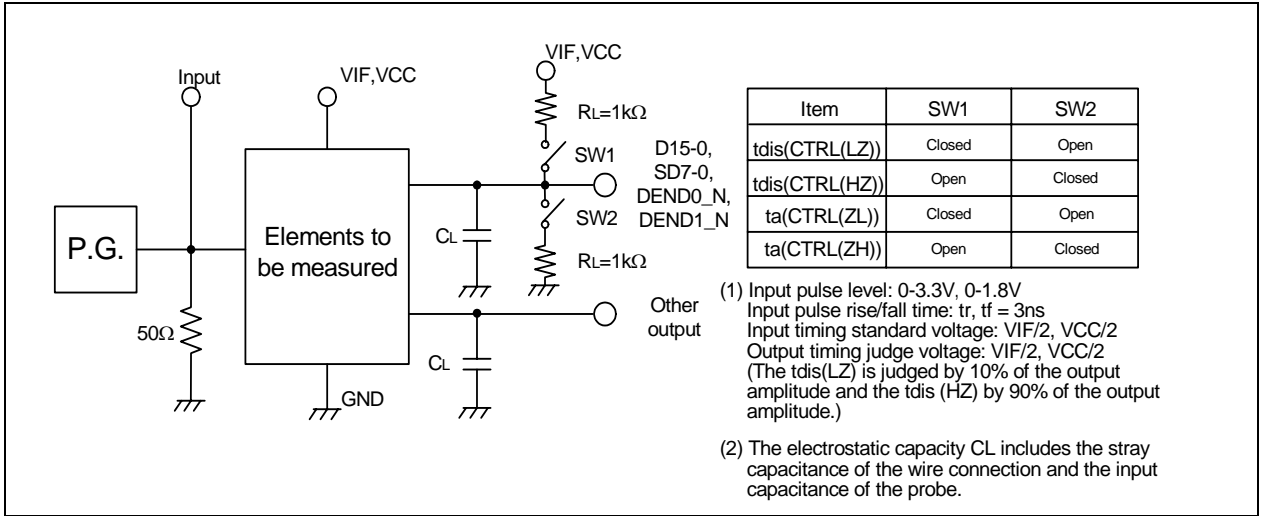 Input
VIF,VCC
VIF,VCC
RL=1kΩ
SW1
D15-0,
SD7-0,
DEND0_N,
DEND1_N
SW2
CL
RL=1kΩ
P.G.
Elements to
be measured
50Ω
GND
CL
Other
output
Item SW1 SW2
tdis(CTRL(LZ)) Closed Open
tdis(CTRL(HZ)) Open Closed
ta(CTRL(ZL)) Closed Open
ta(CTRL(ZH)) Open Closed
(1) Input pulse level: 0-3.3V, 0-1.8V
Input pulse rise/fall time: tr, tf = 3ns
Input timing standard voltage: VIF/2, VCC/2
Output timing judge voltage: VIF/2, VCC/2
(The tdis(LZ) is judged by 10% of the output
amplitude and the tdis (HZ) by 90% of the output
amplitude.)
(2) The electrostatic capacity CL includes the stray
capacitance of the wire connection and the input
capacitance of the probe.